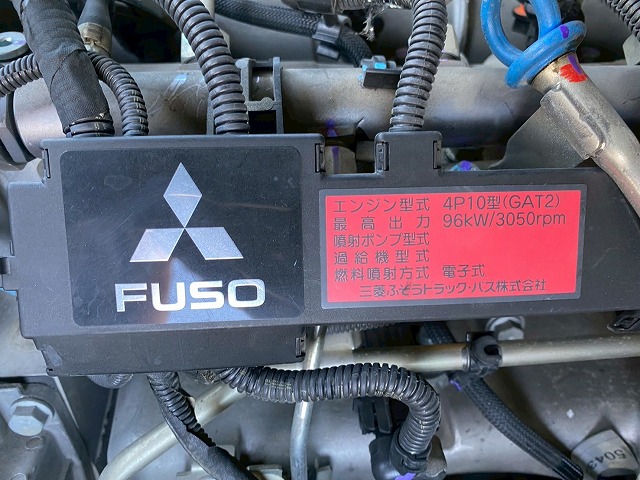 FUSO
エンジン型式 4P10型(GAT2)
最高出力 96kW/3050rpm
噴射ポンプ型式
過給機型式
燃料噴射方式 電子式
三菱ふそうトラック・バス株式会社
504